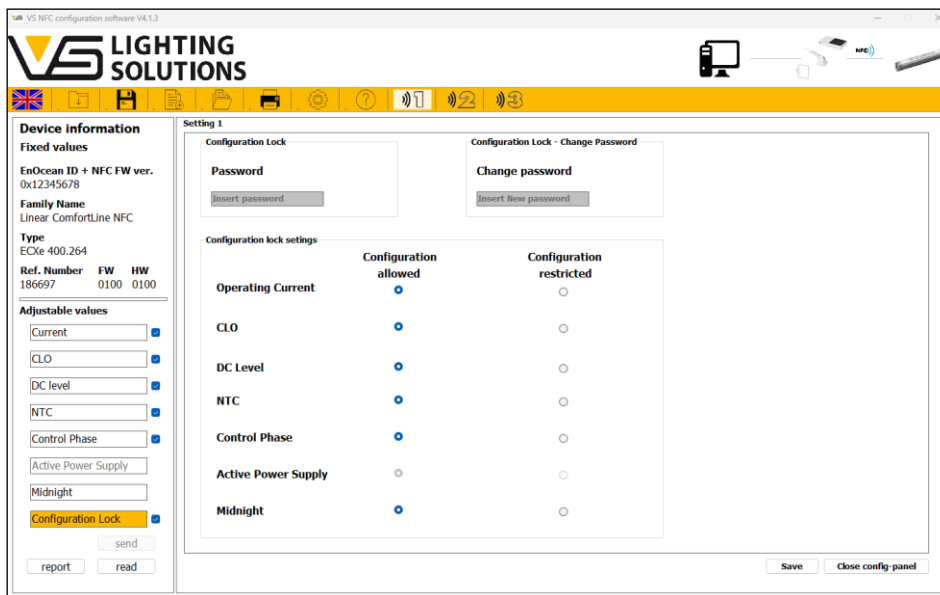 VS NFC configuration software V4.1.3
VS LIGHTING
SOLUTIONS
NFC
1 2 3
Device information
Fixed values
EnOcean ID + NFC FW ver.
0x12345678
Family Name
Linear ComfortLine NFC
Type
ECXe 400.264
Ref. Number FW HW
186697 0100 0100
Adjustable values
Current
CLO
DC level
NTC
Control Phase
Active Power Supply
Midnight
Configuration Lock
send
report read
Setting 1
Configuration Lock
Password
Insert password
Configuration Lock - Change Password
Change password
Insert New password
Configuration lock setings
Configuration
allowed
Configuration
restricted
Operating Current
CLO
DC Level
NTC
Control Phase
Active Power Supply
Midnight
Save Close config-panel